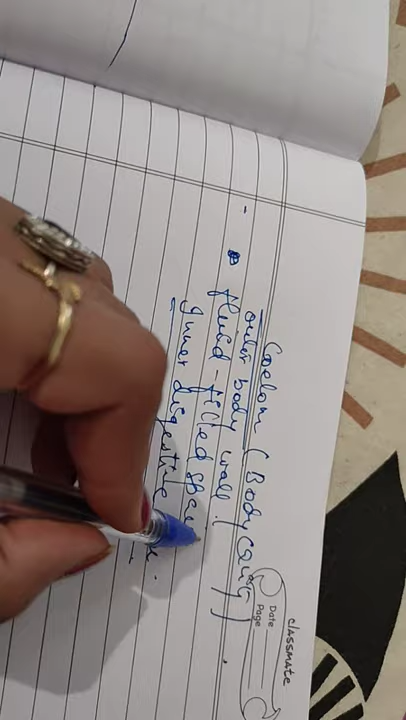 classmate
Date
Page
Coelom (Body cavity)
outer body wall.
fluid-filled
Inner digestive